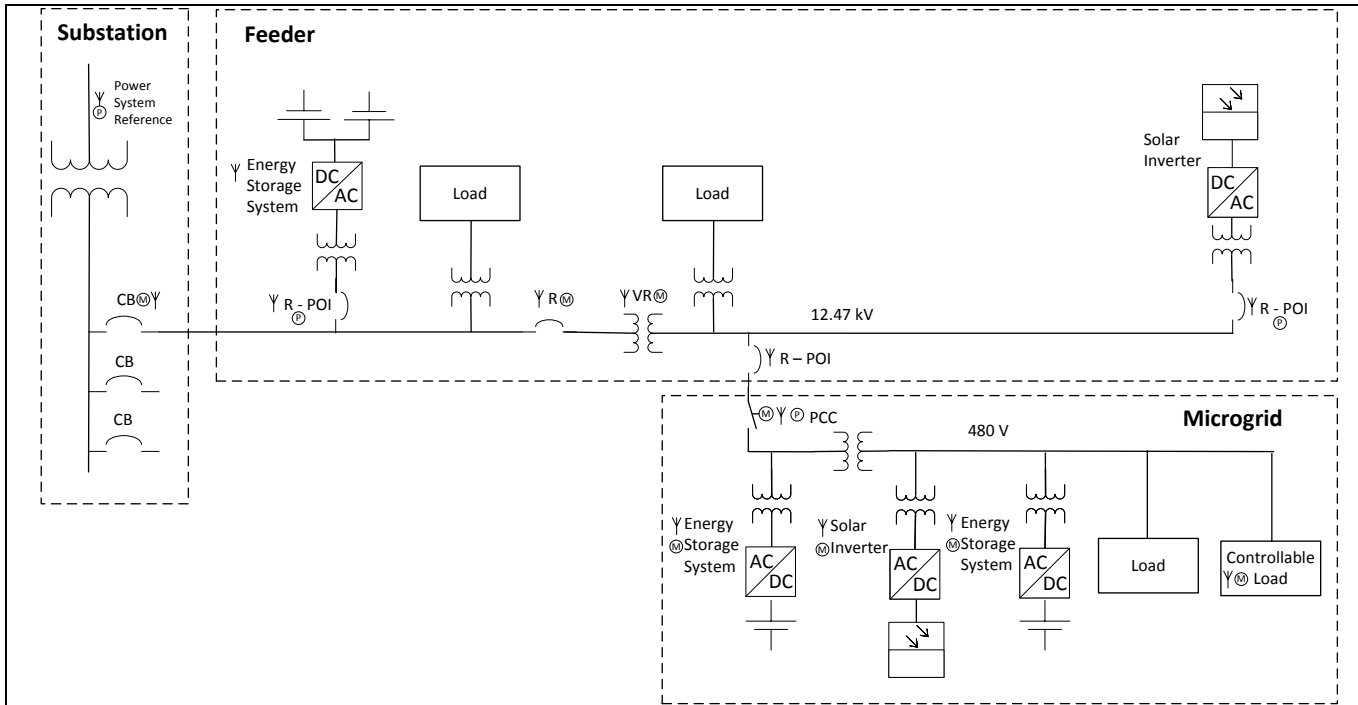 Substation
Power
System
Reference
P
CB M
CB
CB
Feeder
Energy
Storage
System
DC
AC
R - POI
P
Load
R M
VR M
Load
12.47 kV
Solar
Inverter
DC
AC
R - POI
P
R – POI
M P PCC
Microgrid
480 V
Energy
M Storage
System
AC
DC
Solar
M Inverter
AC
DC
Energy
M Storage
System
AC
DC
Load
Controllable
M Load